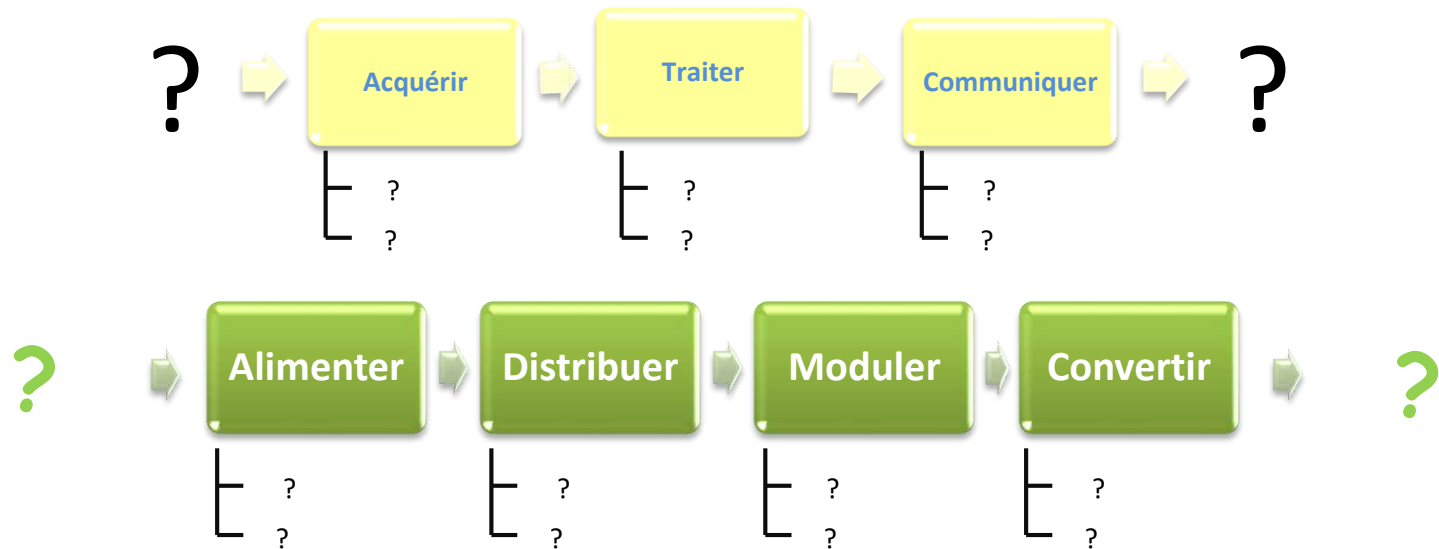 ? Acquérir Traiter Communiquer ?
? ? ?
? ? ?
? Alimenter Distribuer Moduler Convertir ?
? ? ? ?
? ? ? ?